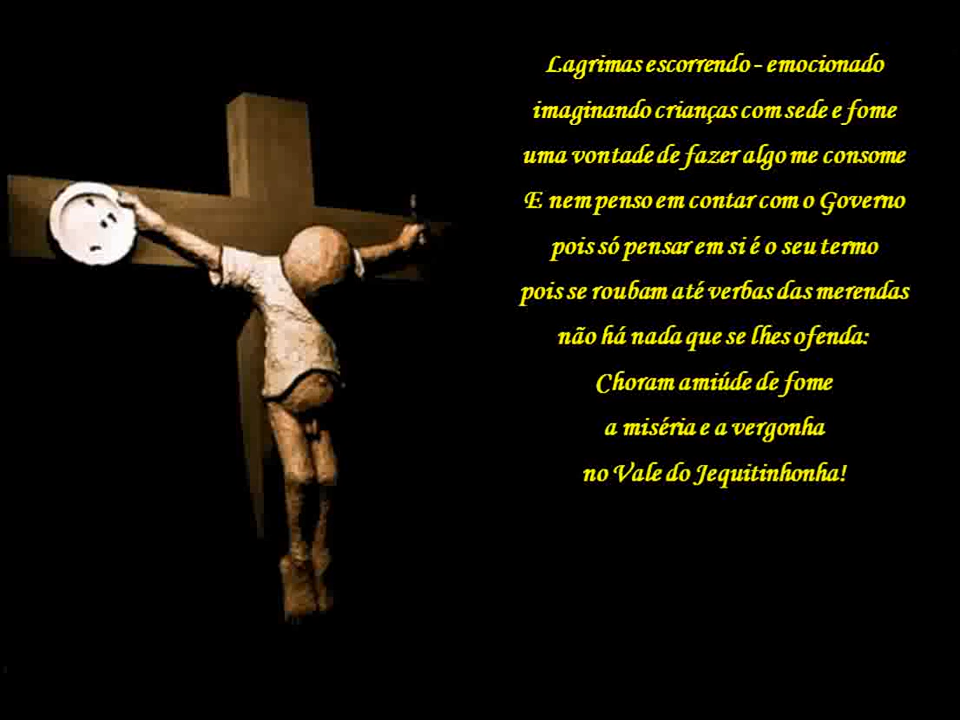 Lagrimas escorrendo - emocionado
imaginando crianças com sede e fome
uma vontade de fazer algo me consome
E nem penso em contar com o Governo
pois só pensar em si é o seu termo
pois se roubam até verbas das merendas
não há nada que se lhes ofenda:
Choram amiúde de fome
a miséria e a vergonha
no Vale do Jequitinhonha!